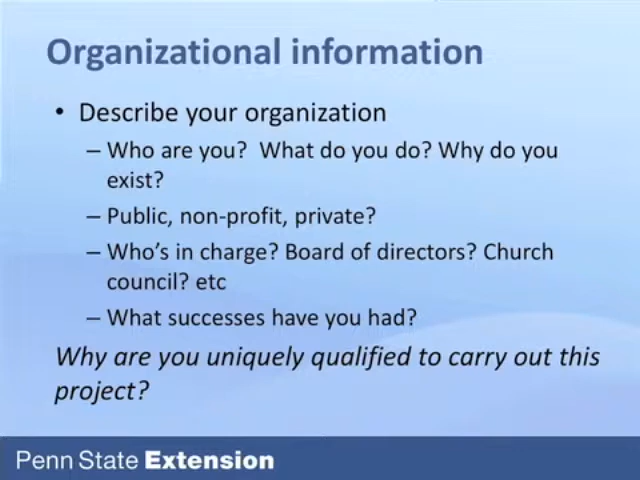 Organizational information
• Describe your organization
– Who are you?  What do you do? Why do you
exist?
– Public, non-profit, private?
– Who's in charge? Board of directors? Church
council? etc
– What successes have you had?
Why are you uniquely qualified to carry out this
project?
Penn State Extension